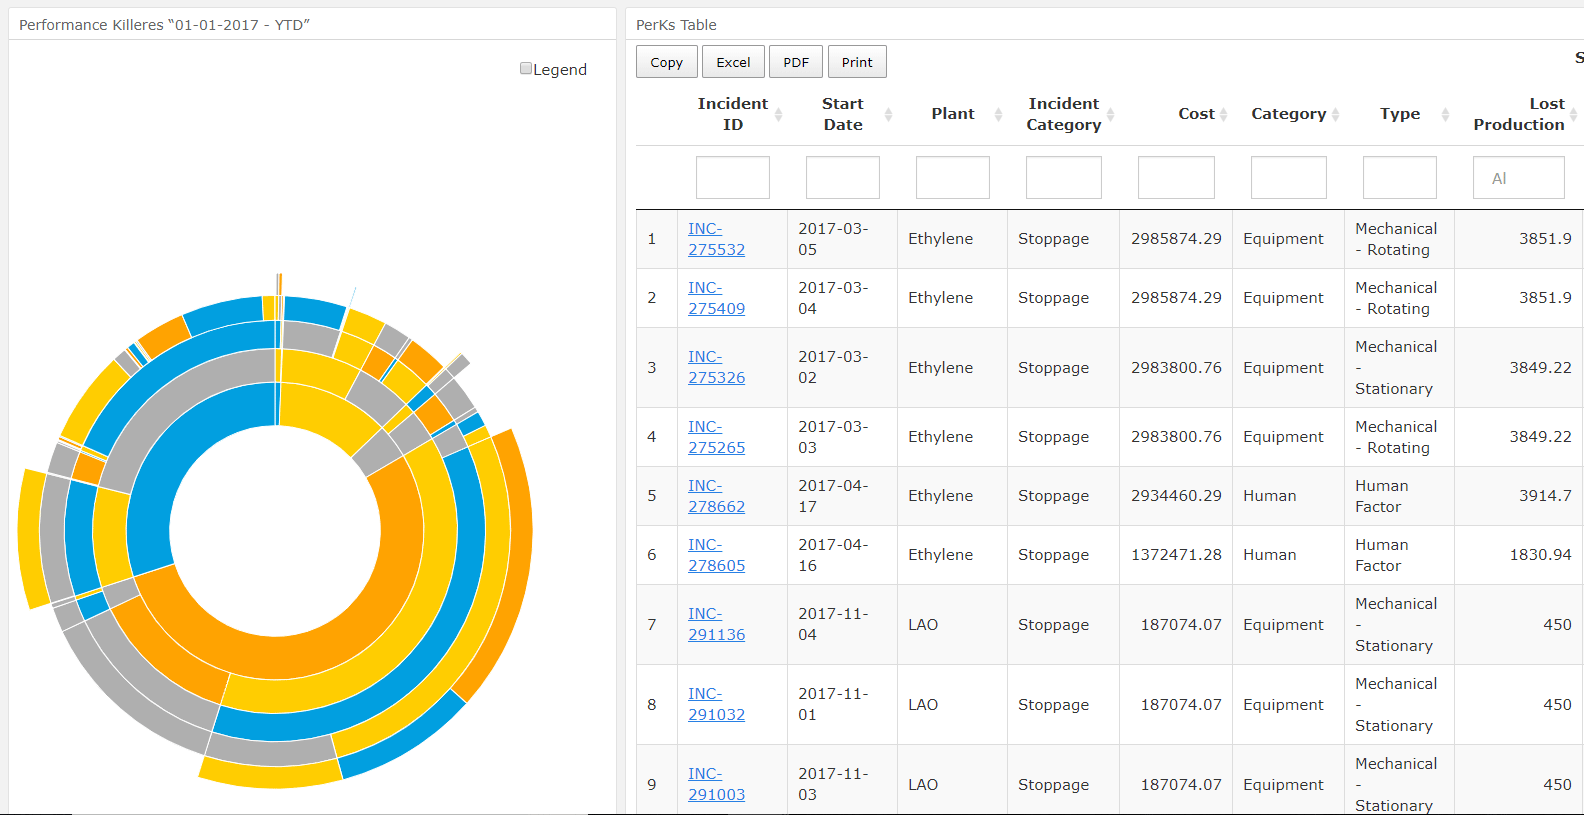 Performance Killeres “01-01-2017 - YTD”
Legend
PerKs Table
Copy Excel PDF Print
S
Incident ID Start Date Plant Incident Category Cost Category Type Lost Production
Al
1 INC-275532 2017-03-05 Ethylene Stoppage 2985874.29 Equipment Mechanical - Rotating 3851.9
2 INC-275409 2017-03-04 Ethylene Stoppage 2985874.29 Equipment Mechanical - Rotating 3851.9
3 INC-275326 2017-03-02 Ethylene Stoppage 2983800.76 Equipment Mechanical - Stationary 3849.22
4 INC-275265 2017-03-03 Ethylene Stoppage 2983800.76 Equipment Mechanical - Rotating 3849.22
5 INC-278662 2017-04-17 Ethylene Stoppage 2934460.29 Human Human Factor 3914.7
6 INC-278605 2017-04-16 Ethylene Stoppage 1372471.28 Human Human Factor 1830.94
7 INC-291136 2017-11-04 LAO Stoppage 187074.07 Equipment Mechanical - Stationary 450
8 INC-291032 2017-11-01 LAO Stoppage 187074.07 Equipment Mechanical - Stationary 450
9 INC-291003 2017-11-03 LAO Stoppage 187074.07 Equipment Mechanical - Stationary 450